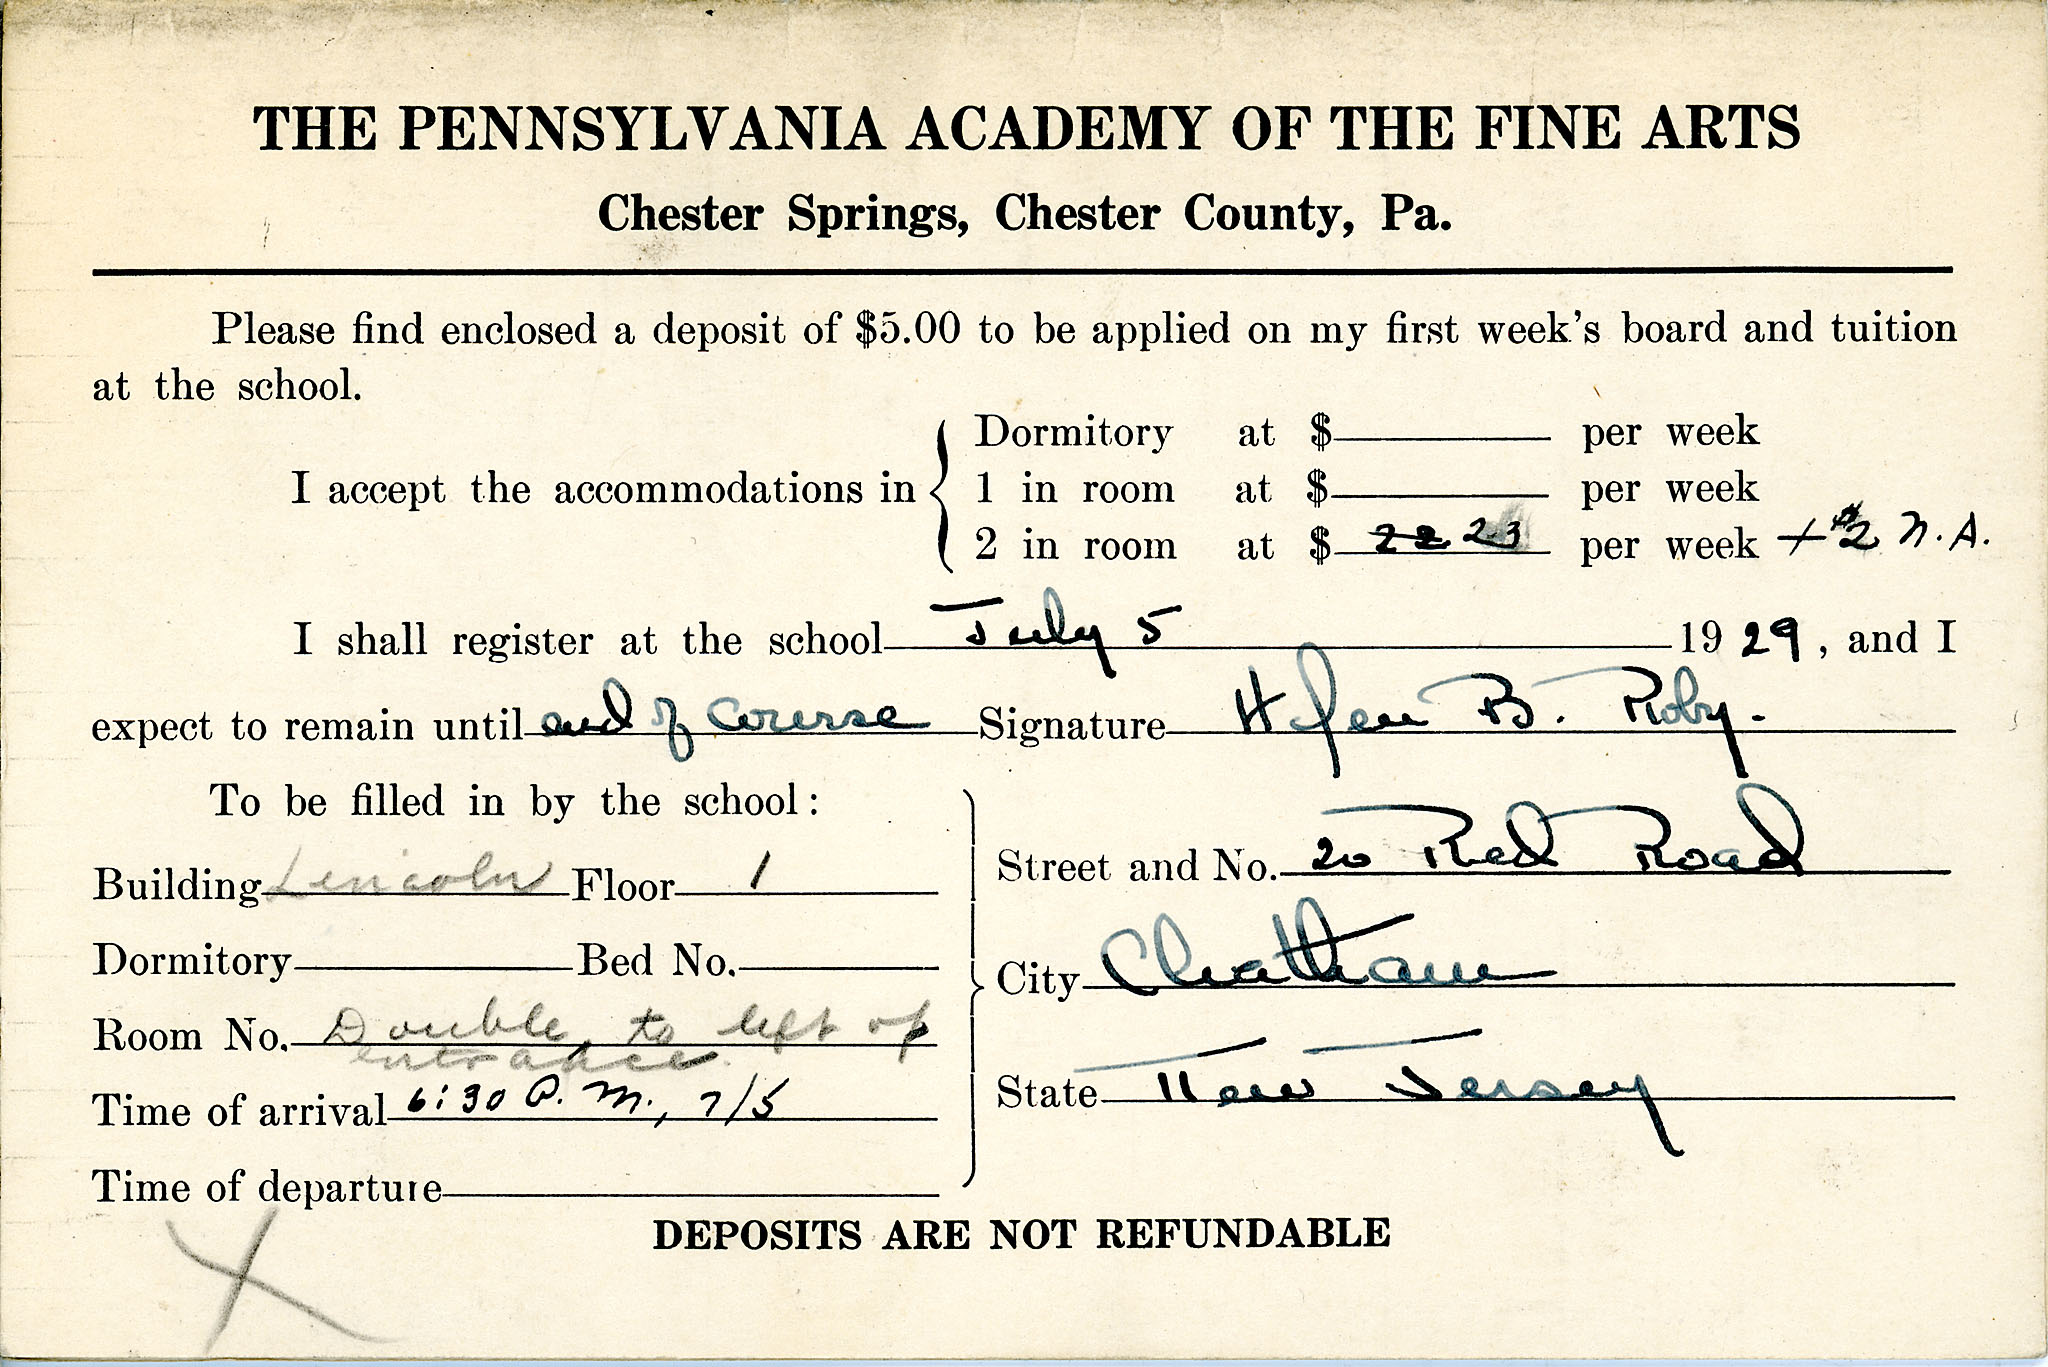 THE PENNSYLVANIA ACADEMY OF THE FINE ARTS
Chester Springs, Chester County, Pa.
Please find enclosed a deposit of $5.00 to be applied on my first week's board and tuition
at the school.
I accept the accommodations in
Dormitory at $ per week
1 in room at $ per week
2 in room at $ 22 23 per week + $2 N.A.
I shall register at the school July 5 1929, and I
expect to remain until end of course Signature Helen B. Roby.
To be filled in by the school:
Building Lincoln Floor 1
Dormitory Bed No.
Room No. Double, to left of
entrance.
Time of arrival 6:30 P.M., 7/5
Time of departure
Street and No. 20 Red Road
City Chatham
State New Jersey
DEPOSITS ARE NOT REFUNDABLE